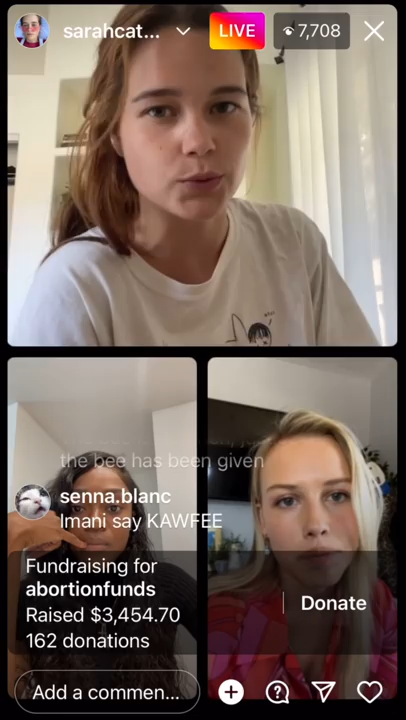 sarahcat... LIVE 7,708
the bee has been given
senna.blanc
Imani say KAWFEE
Fundraising for
abortionfunds
Raised $3,454.70
162 donations
Donate
Add a commen...